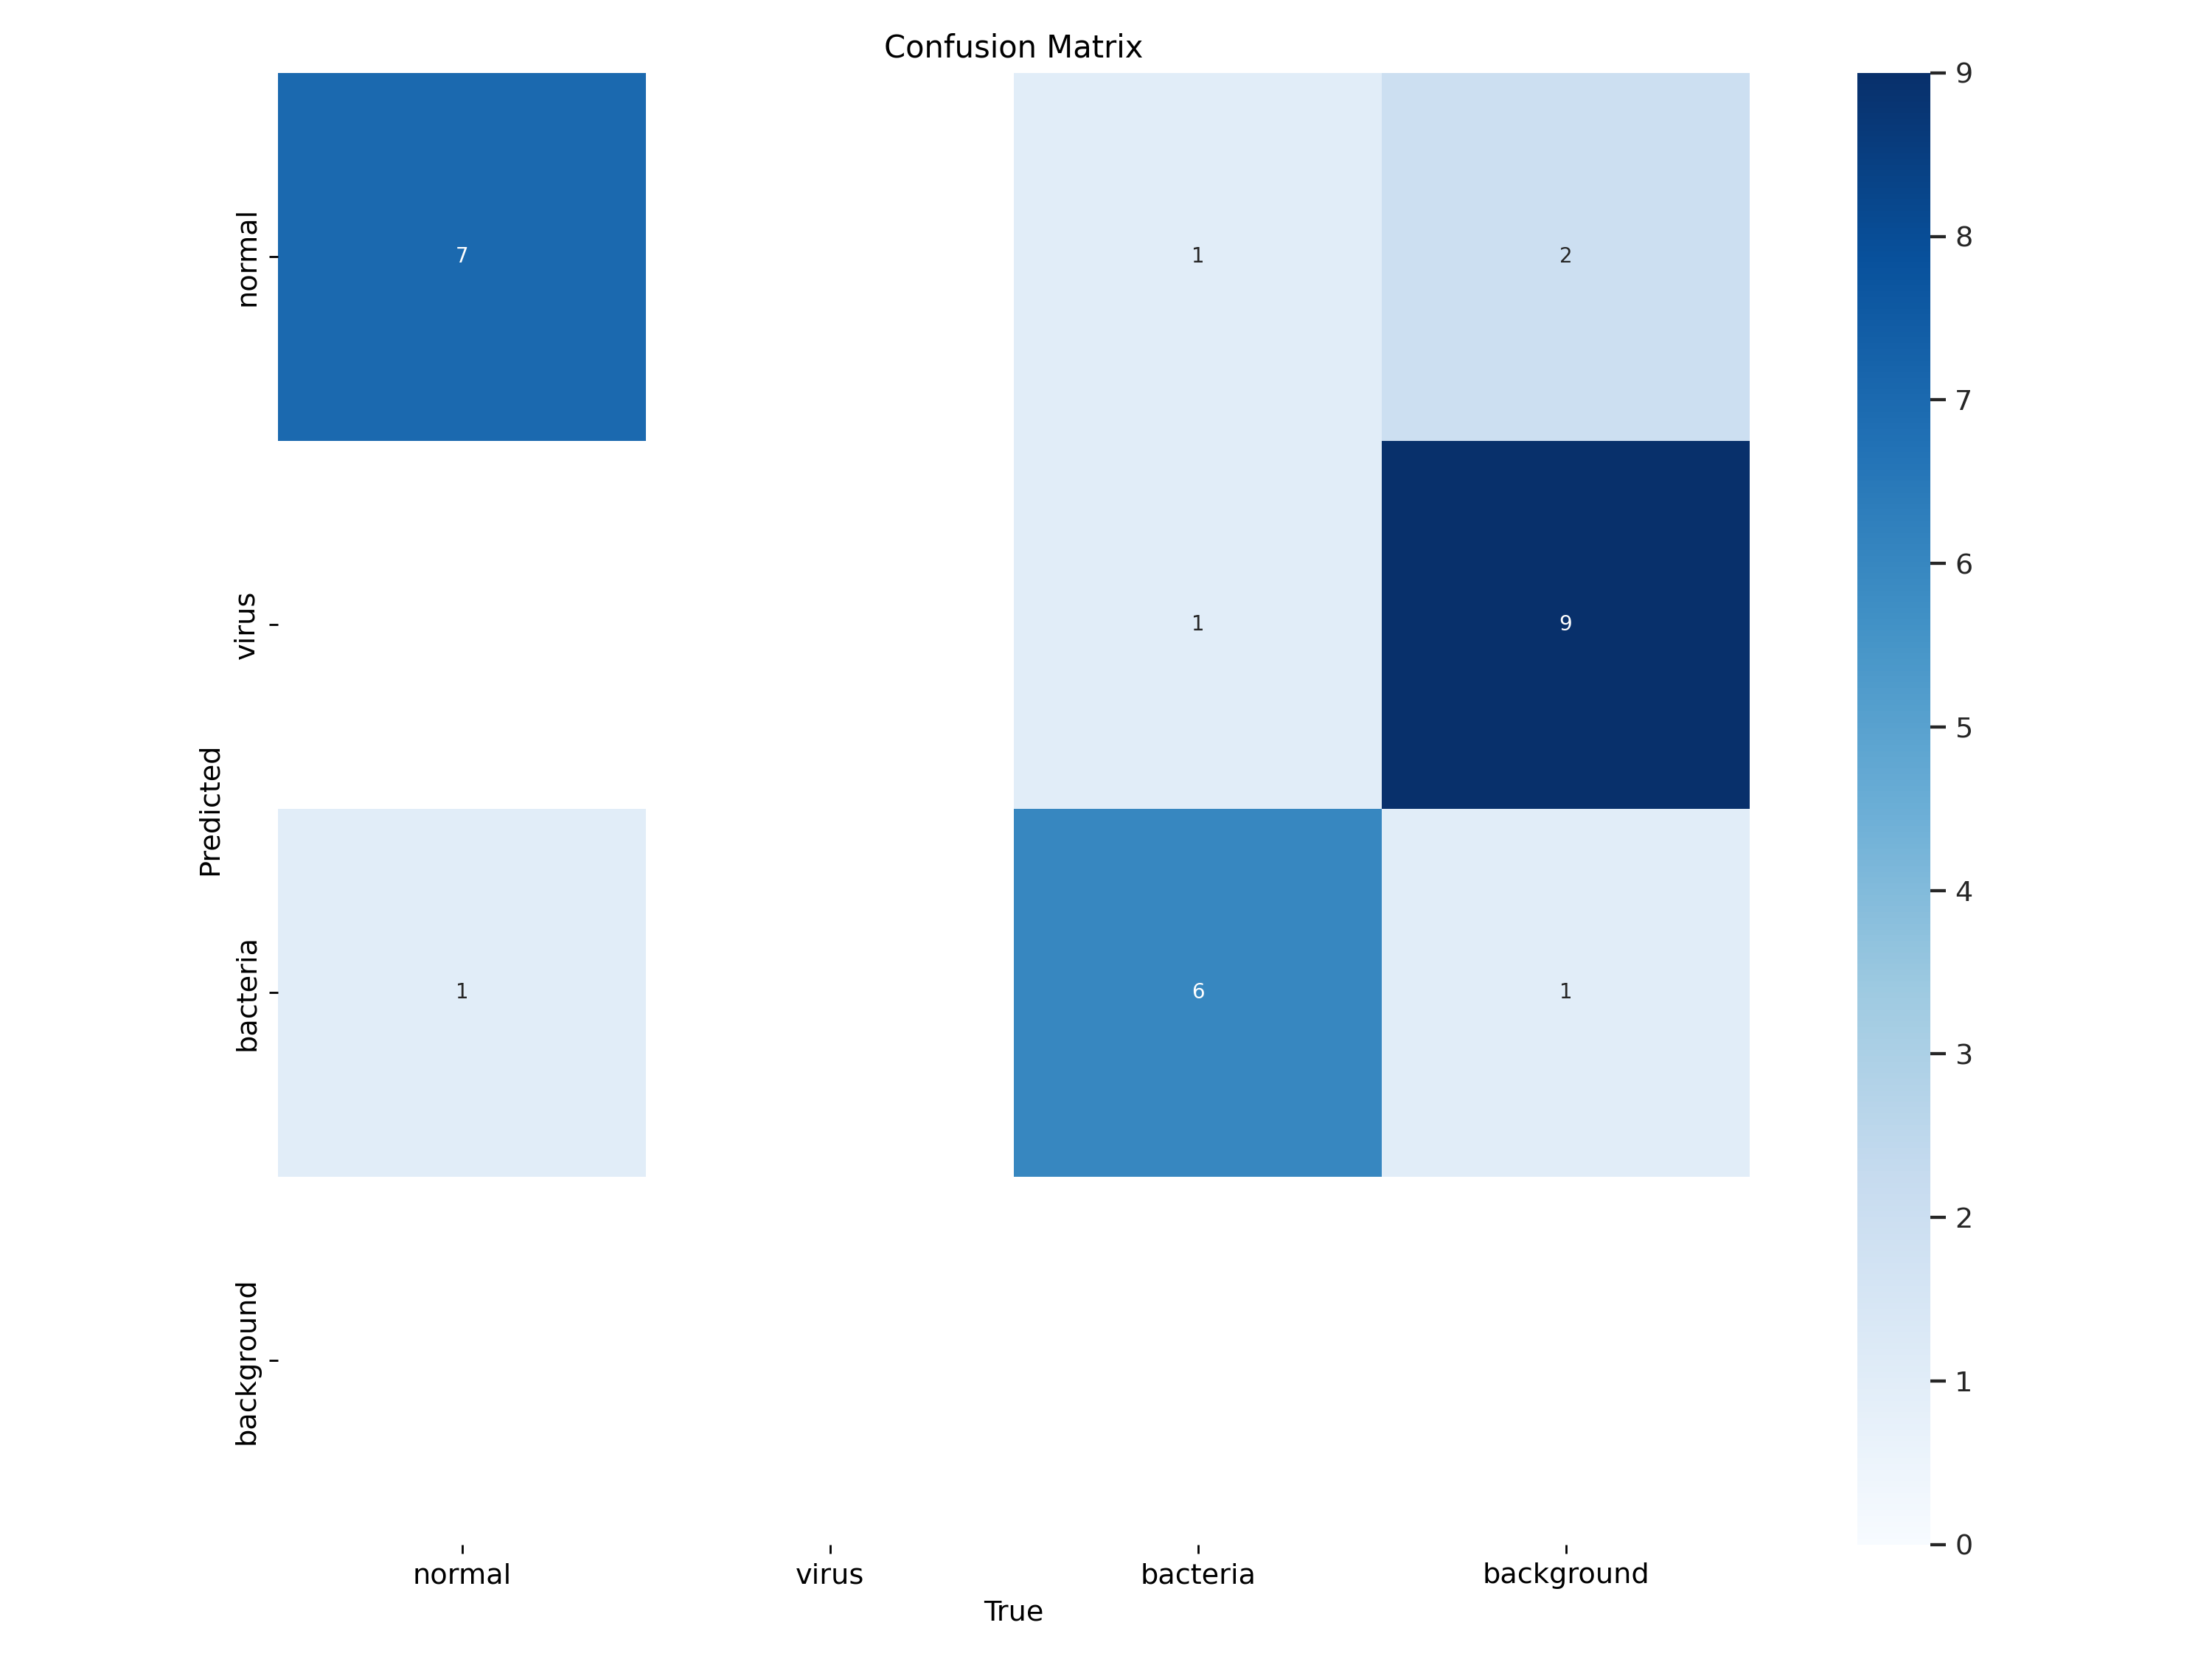 Confusion Matrix
normal
7
1
2
virus
1
9
bacteria
1
6
1
background
Predicted
normal
virus
bacteria
background
True
9
8
7
6
5
4
3
2
1
0